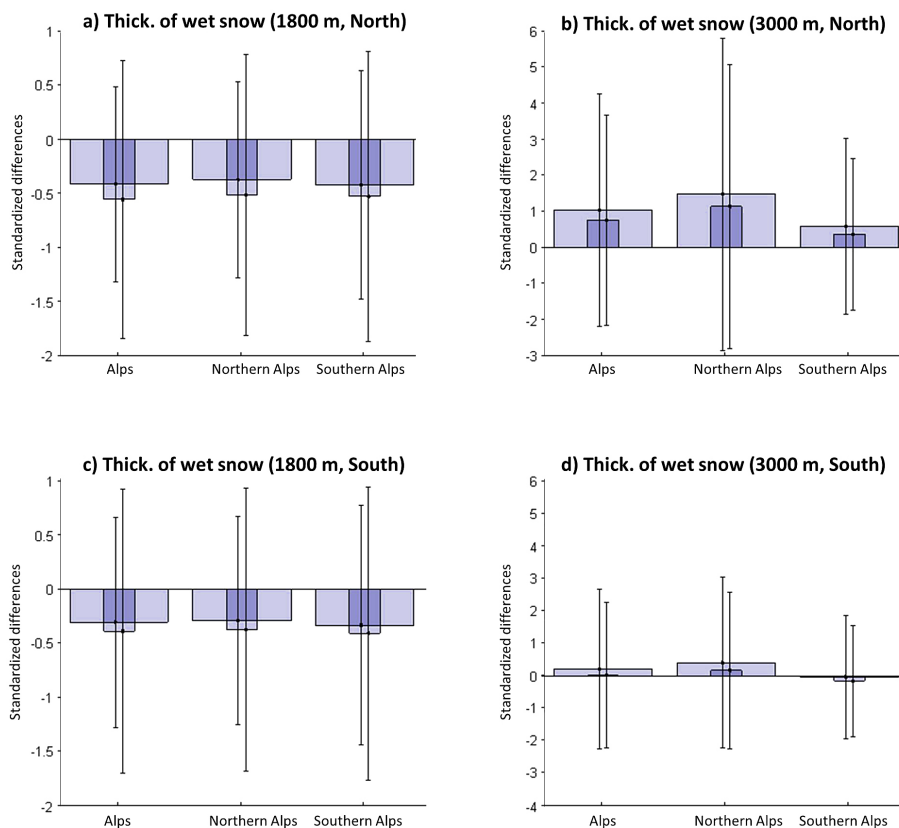 a) Thick. of wet snow (1800 m, North)
1
0.5
0
-0.5
-1
-1.5
-2
Standardized differences
Alps Northern Alps Southern Alps
b) Thick. of wet snow (3000 m, North)
6
5
4
3
2
1
0
-1
-2
-3
Standardized differences
Alps Northern Alps Southern Alps
c) Thick. of wet snow (1800 m, South)
1
0.5
0
-0.5
-1
-1.5
-2
Standardized differences
Alps Northern Alps Southern Alps
d) Thick. of wet snow (3000 m, South)
6
5
4
3
2
1
0
-1
-2
-3
-4
Standardized differences
Alps Northern Alps Southern Alps